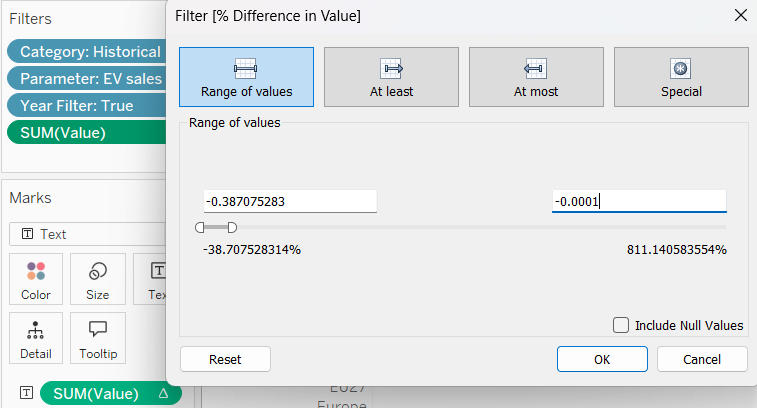 Filters
Category: Historical
Parameter: EV sales
Year Filter: True
SUM(Value)
Marks
Text
Color
Size
Tex
Detail
Tooltip
SUM(Value) Δ
Filter [% Difference in Value]
Range of values
At least
At most
Special
Range of values
-0.387075283
-0.0001
-38.707528314%
811.140583554%
Include Null Values
Reset
OK
Cancel
EU27
Europe